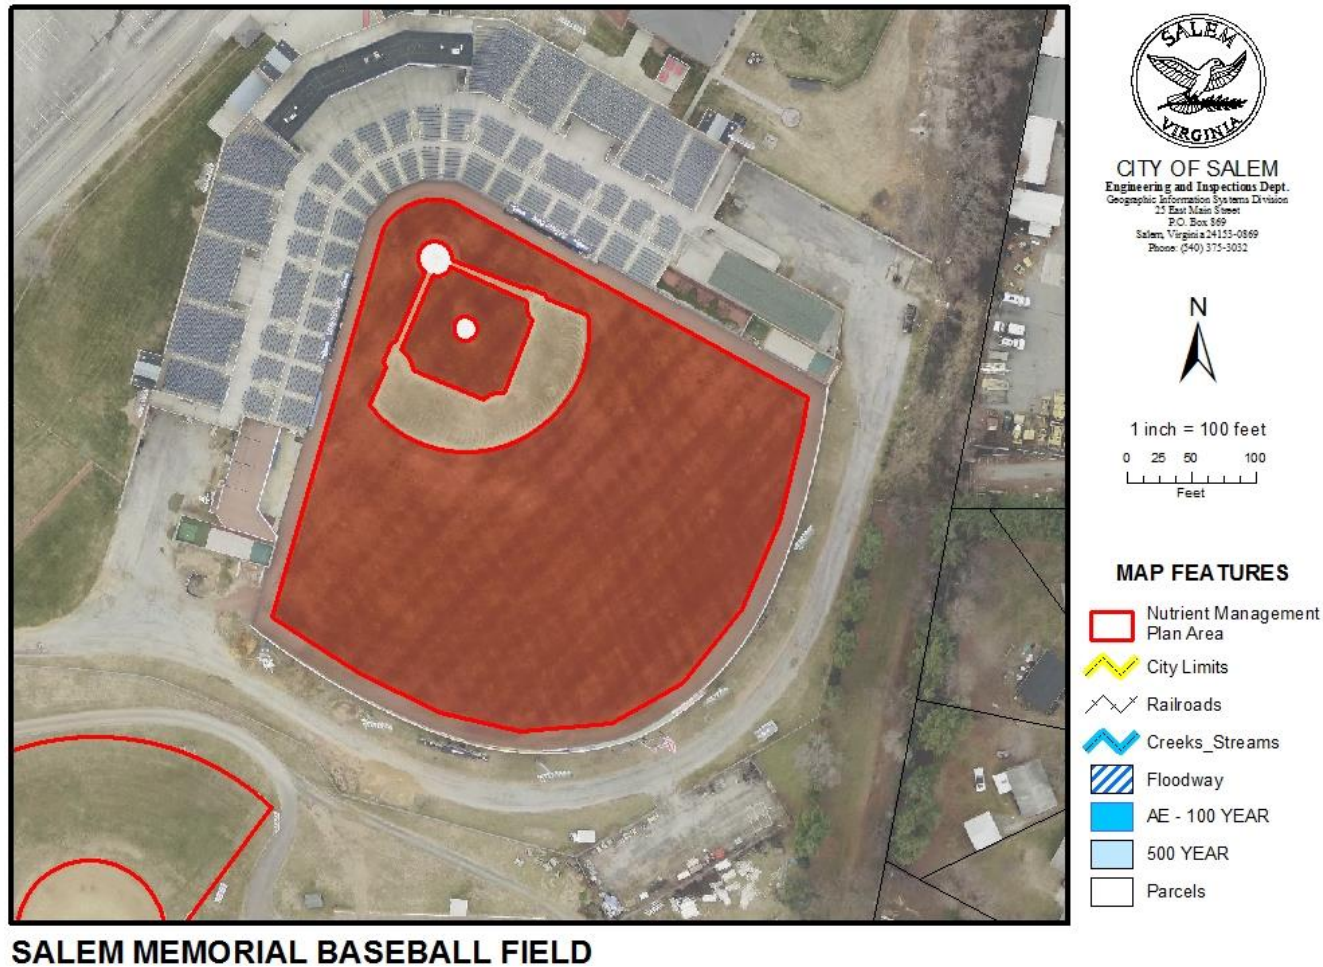 SALEM
VIRGINIA
CITY OF SALEM
Engineering and Inspections Dept.
Geographic Information Systems Division
25 East Main Street
P.O. Box 869
Salem, Virginia 24153-0869
Phone: (540) 375-3032
N
1 inch = 100 feet
0 25 50 100
Feet
MAP FEATURES
Nutrient Management
Plan Area
City Limits
Railroads
Creeks_Streams
Floodway
AE - 100 YEAR
500 YEAR
Parcels
SALEM MEMORIAL BASEBALL FIELD